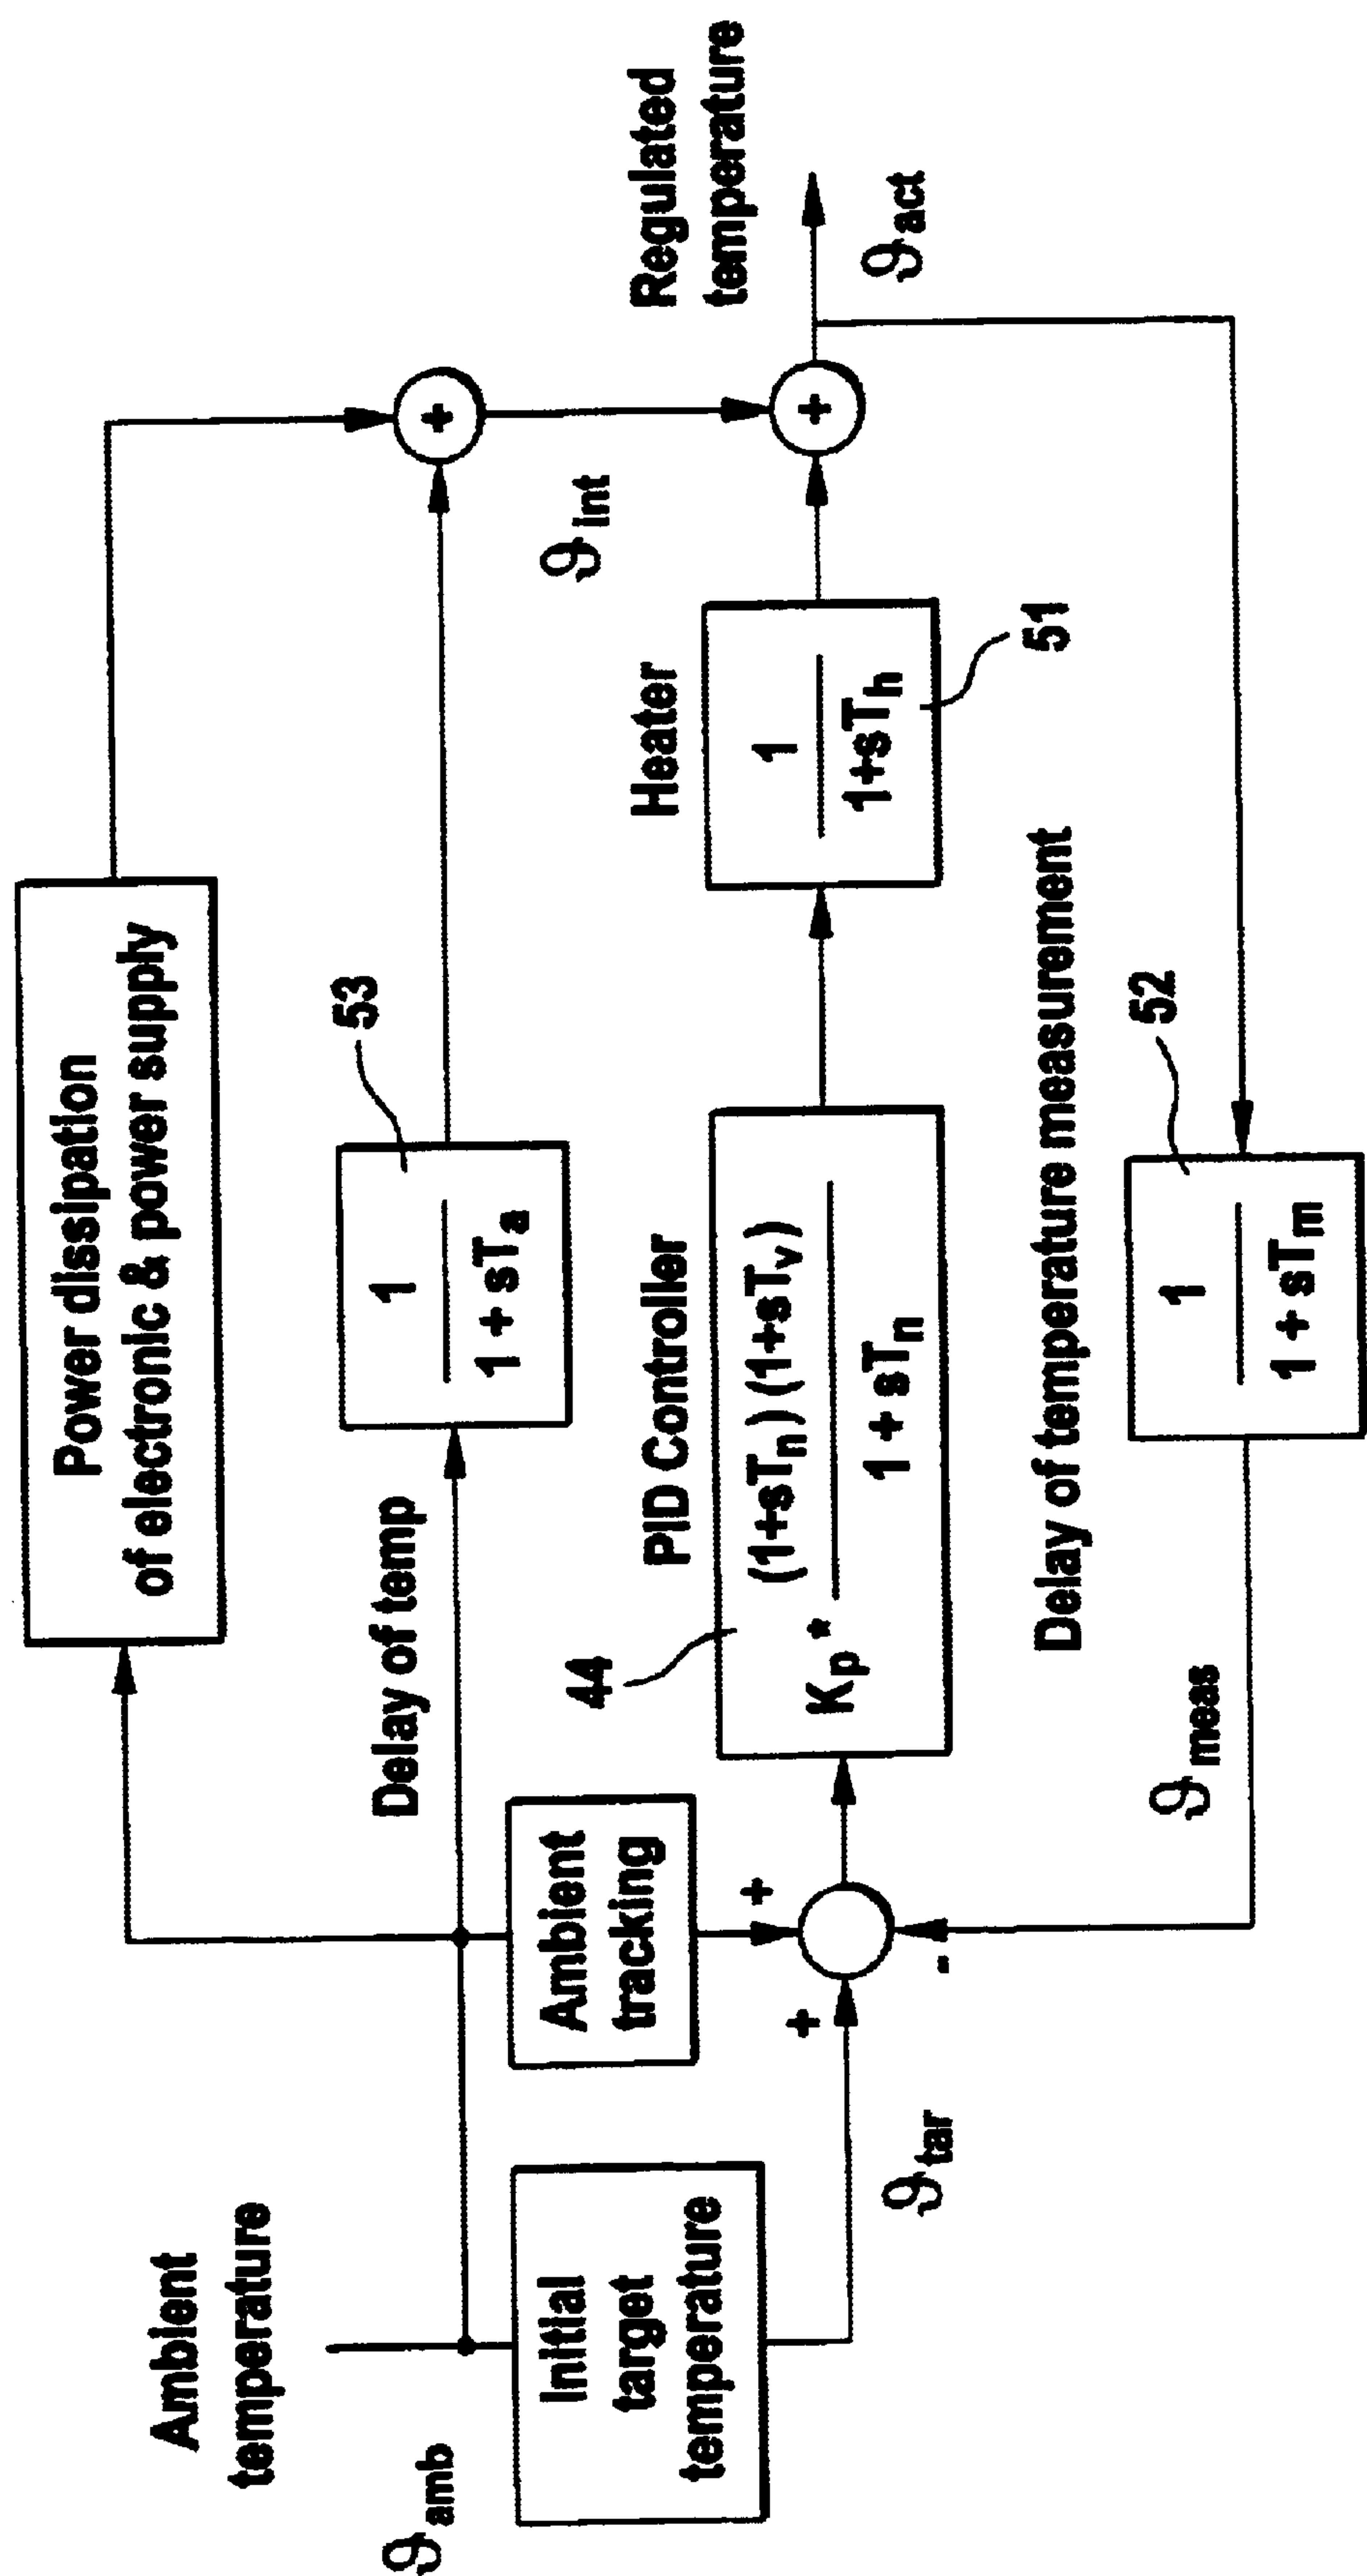 Power dissipation
of electronic & power supply
Ambient
temperature
ϑamb
Delay of temp
53
1
1 + sTa
+
Initial
target
temperature
Ambient
tracking
ϑint
Regulated
temperature
44
PID Controller
Kp* (1+sTn) (1+sTv)
1 + sTn
Heater
1
1+sTh
51
+
ϑact
ϑtar
+
+
-
Delay of temperature measurement
52
1
1 + sTm
ϑmeas